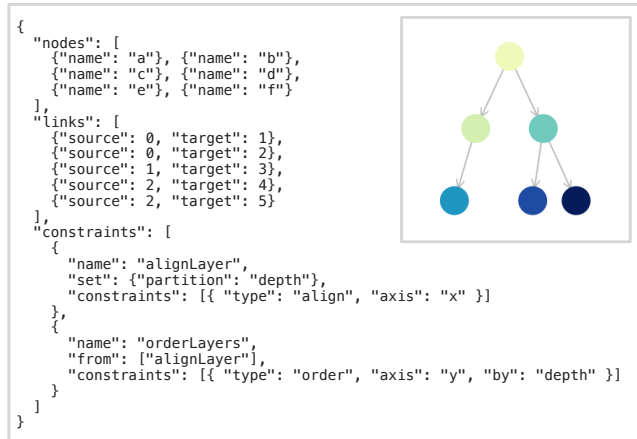 {
  "nodes": [
    {"name": "a"}, {"name": "b"},
    {"name": "c"}, {"name": "d"},
    {"name": "e"}, {"name": "f"}
  ],
  "links": [
    {"source": 0, "target": 1},
    {"source": 0, "target": 2},
    {"source": 1, "target": 3},
    {"source": 2, "target": 4},
    {"source": 2, "target": 5}
  ],
  "constraints": [
    {
      "name": "alignLayer",
      "set": {"partition": "depth"},
      "constraints": [{ "type": "align", "axis": "x" }]
    },
    {
      "name": "orderLayers",
      "from": ["alignLayer"],
      "constraints": [{ "type": "order", "axis": "y", "by": "depth" }]
    }
  ]
}